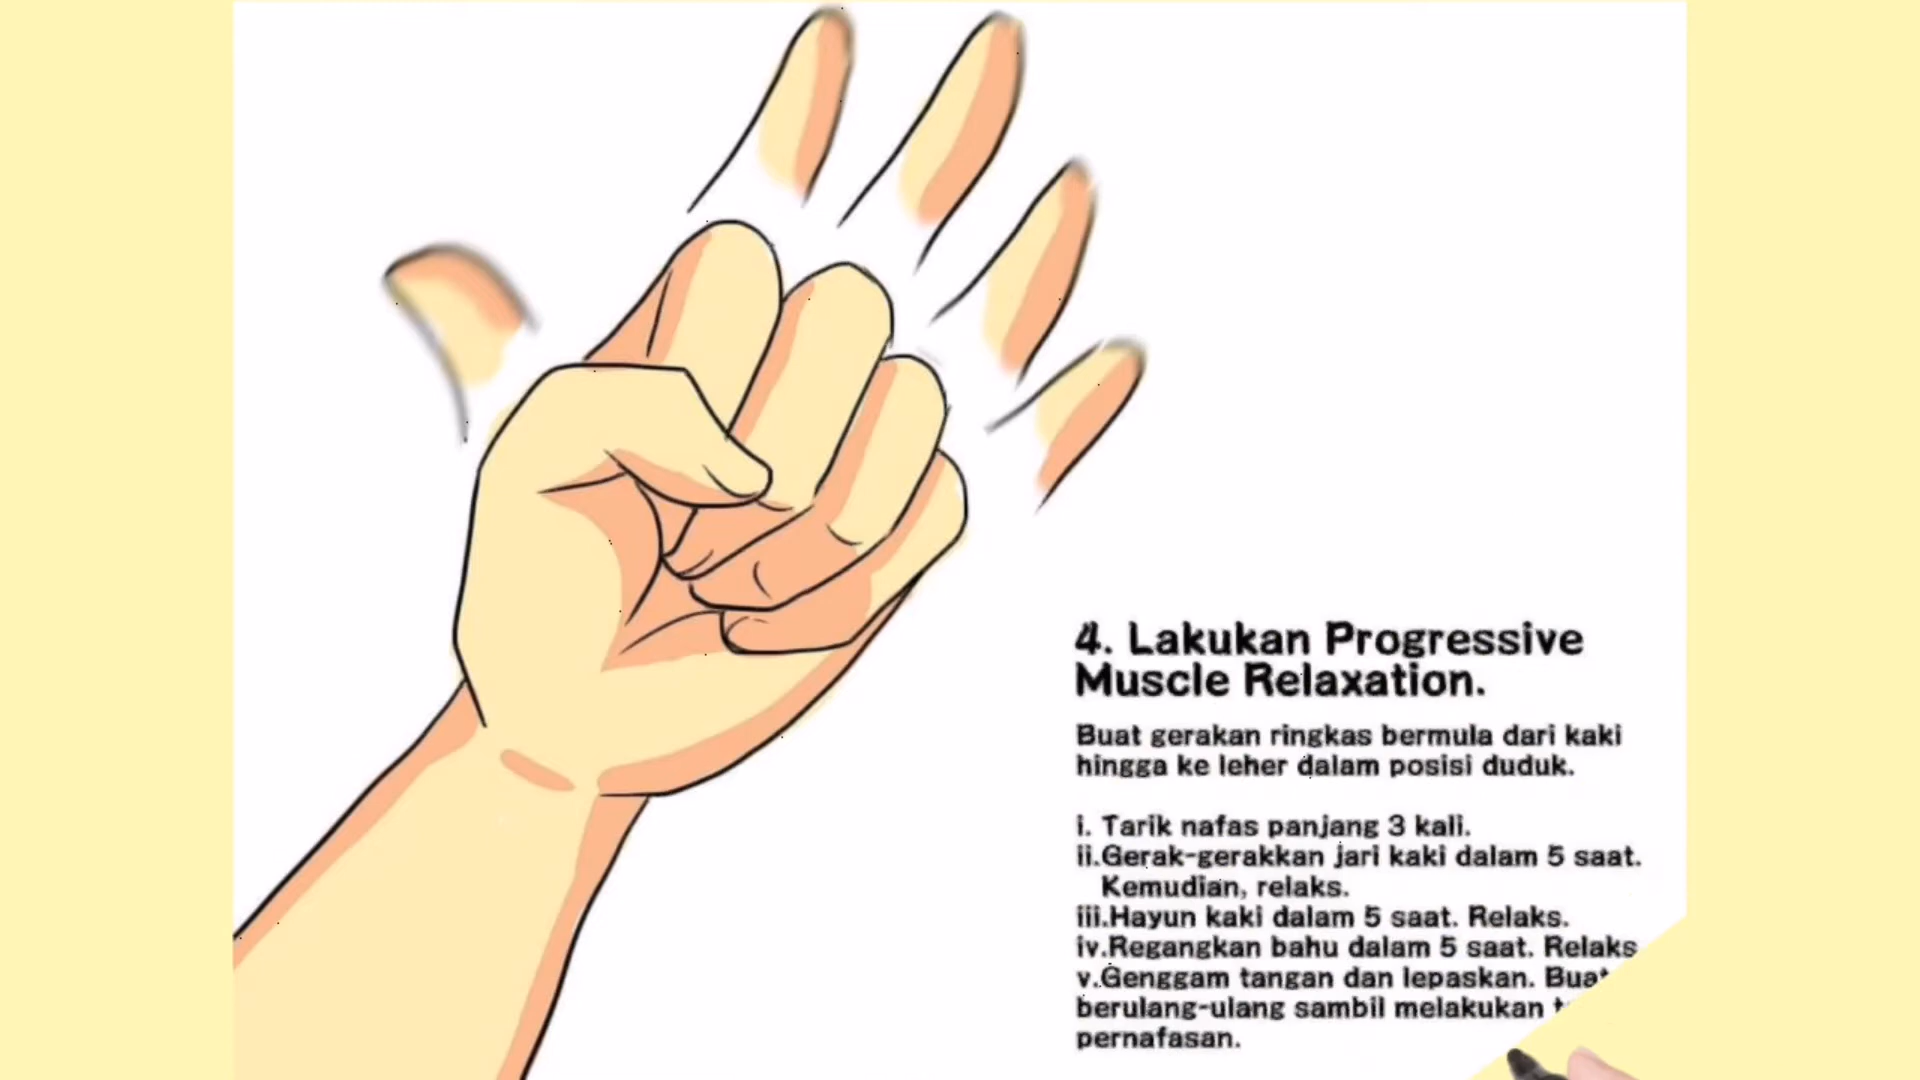 4. Lakukan Progressive
Muscle Relaxation.
Buat gerakan ringkas bermula dari kaki
hingga ke leher dalam posisi duduk.
i. Tarik nafas panjang 3 kali.
ii.Gerak-gerakkan jari kaki dalam 5 saat.
Kemudian, relaks.
iii.Hayun kaki dalam 5 saat. Relaks.
iv.Regangkan bahu dalam 5 saat. Relaks
v.Genggam tangan dan lepaskan. Buat
berulang-ulang sambil melakukan
pernafasan.